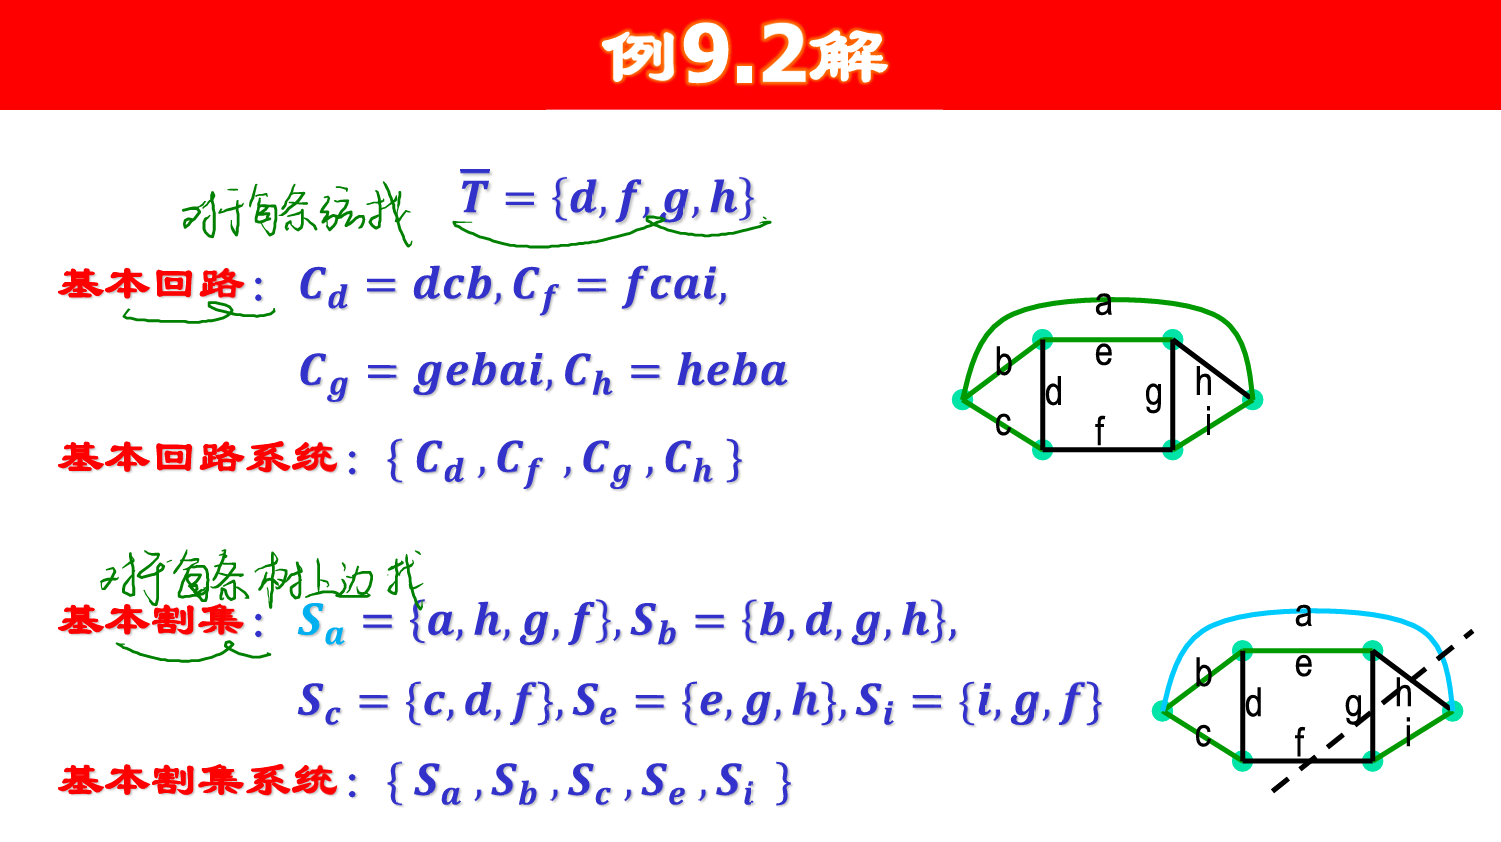 例9.2解
对于每条弦找 T̅ = {d, f, g, h}
基本回路： C_d = dcb, C_f = fcai,
C_g = gebai, C_h = heba
基本回路系统：{ C_d , C_f , C_g , C_h }
对于每条树上边找
基本割集： S_a = {a, h, g, f}, S_b = {b, d, g, h},
S_c = {c, d, f}, S_e = {e, g, h}, S_i = {i, g, f}
基本割集系统：{ S_a , S_b , S_c , S_e , S_i }
a
b e h
d g
c f i
a
b e h
d g
c f i